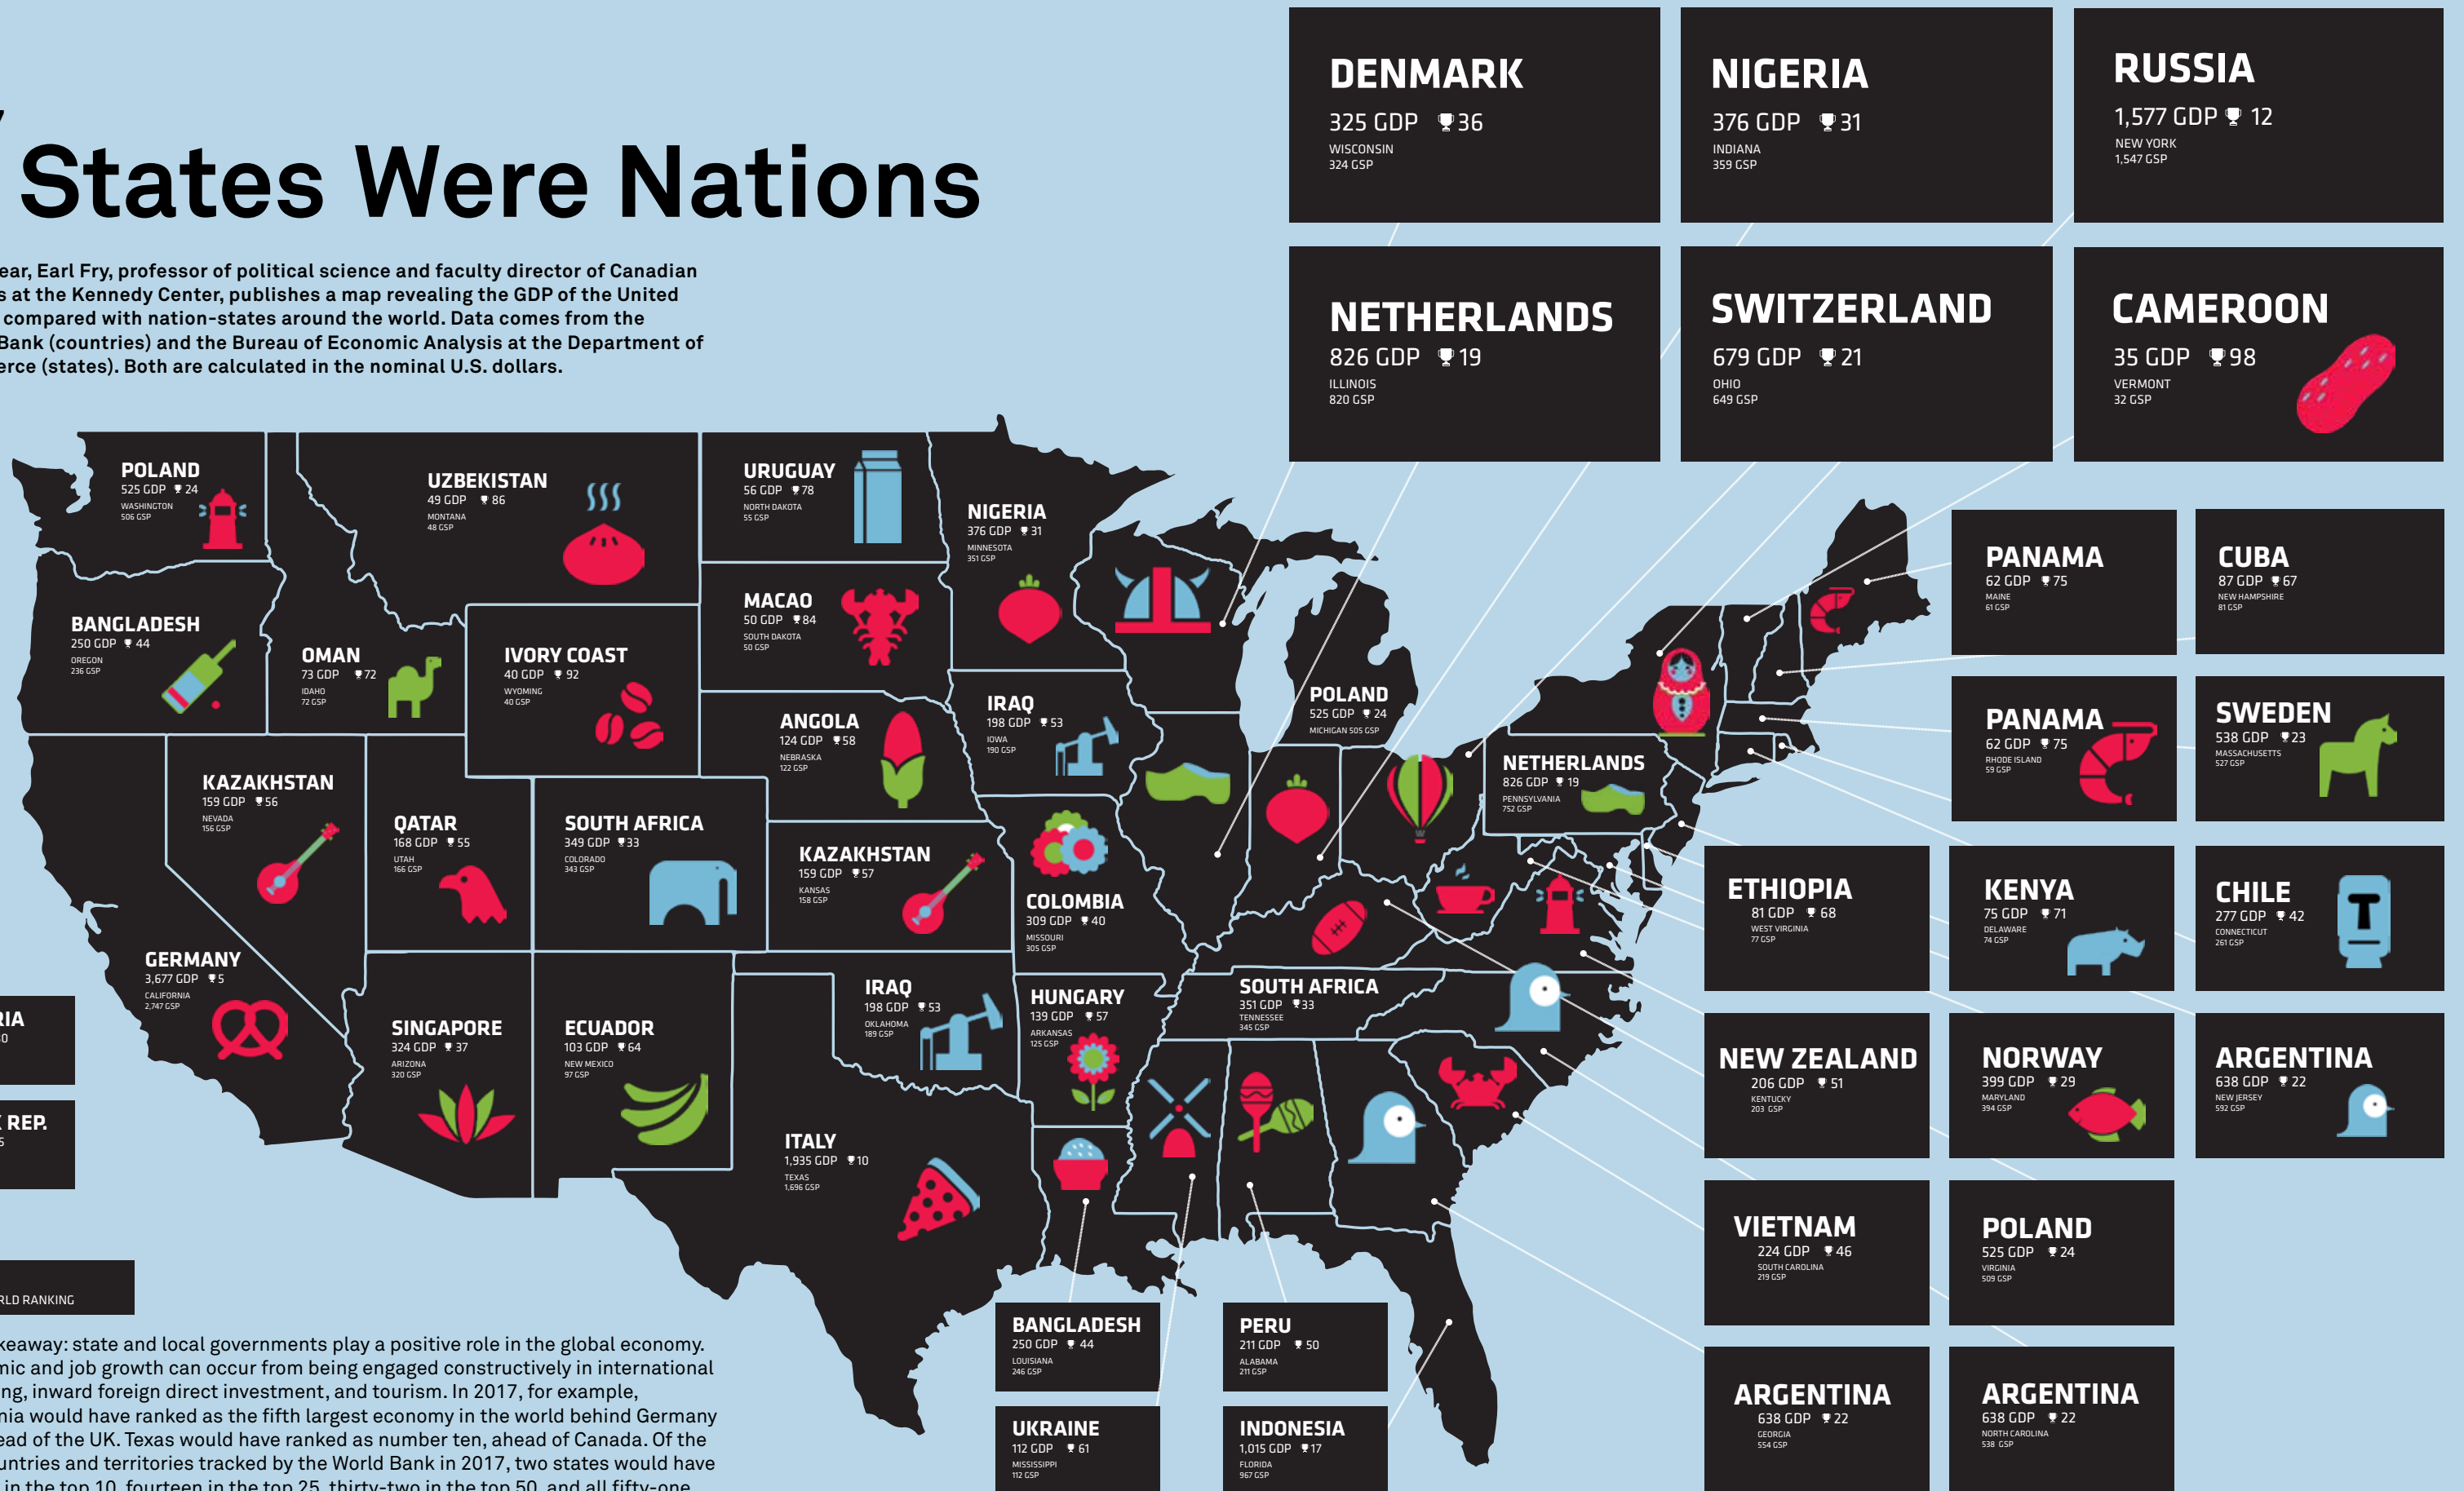 States Were Nations
ear, Earl Fry, professor of political science and faculty director of Canadian
s at the Kennedy Center, publishes a map revealing the GDP of the United
compared with nation-states around the world. Data comes from the
Bank (countries) and the Bureau of Economic Analysis at the Department of
erce (states). Both are calculated in the nominal U.S. dollars.
DENMARK
325 GDP 36
WISCONSIN
324 GSP
NIGERIA
376 GDP 31
INDIANA
359 GSP
RUSSIA
1,577 GDP 12
NEW YORK
1,547 GSP
NETHERLANDS
826 GDP 19
ILLINOIS
820 GSP
SWITZERLAND
679 GDP 21
OHIO
649 GSP
CAMEROON
35 GDP 98
VERMONT
32 GSP
POLAND
525 GDP 24
WASHINGTON
506 GSP
UZBEKISTAN
49 GDP 86
MONTANA
48 GSP
URUGUAY
56 GDP 78
NORTH DAKOTA
55 GSP
NIGERIA
376 GDP 31
MINNESOTA
351 GSP
BANGLADESH
250 GDP 44
OREGON
236 GSP
OMAN
73 GDP 72
IDAHO
72 GSP
IVORY COAST
40 GDP 92
WYOMING
40 GSP
MACAO
50 GDP 84
SOUTH DAKOTA
50 GSP
ANGOLA
124 GDP 58
NEBRASKA
122 GSP
IRAQ
198 GDP 53
IOWA
190 GSP
POLAND
525 GDP 24
MICHIGAN 505 GSP
NETHERLANDS
826 GDP 19
PENNSYLVANIA
752 GSP
PANAMA
62 GDP 75
MAINE
61 GSP
CUBA
87 GDP 67
NEW HAMPSHIRE
81 GSP
PANAMA
62 GDP 75
RHODE ISLAND
59 GSP
SWEDEN
538 GDP 23
MASSACHUSETTS
527 GSP
KAZAKHSTAN
159 GDP 56
NEVADA
156 GSP
QATAR
168 GDP 55
UTAH
166 GSP
SOUTH AFRICA
349 GDP 33
COLORADO
343 GSP
KAZAKHSTAN
159 GDP 57
KANSAS
158 GSP
COLOMBIA
309 GDP 40
MISSOURI
305 GSP
ETHIOPIA
81 GDP 68
WEST VIRGINIA
77 GSP
KENYA
75 GDP 71
DELAWARE
74 GSP
CHILE
277 GDP 42
CONNECTICUT
261 GSP
GERMANY
3,677 GDP 5
CALIFORNIA
2,747 GSP
SINGAPORE
324 GDP 37
ARIZONA
320 GSP
ECUADOR
103 GDP 64
NEW MEXICO
97 GSP
IRAQ
198 GDP 53
OKLAHOMA
189 GSP
HUNGARY
139 GDP 57
ARKANSAS
125 GSP
SOUTH AFRICA
351 GDP 33
TENNESSEE
345 GSP
NEW ZEALAND
206 GDP 51
KENTUCKY
203 GSP
NORWAY
399 GDP 29
MARYLAND
394 GSP
ARGENTINA
638 GDP 22
NEW JERSEY
592 GSP
RIA
0
REP.
5
ITALY
1,935 GDP 10
TEXAS
1,696 GSP
VIETNAM
224 GDP 46
SOUTH CAROLINA
219 GSP
POLAND
525 GDP 24
VIRGINIA
509 GSP
RLD RANKING
BANGLADESH
250 GDP 44
LOUISIANA
246 GSP
PERU
211 GDP 50
ALABAMA
211 GSP
UKRAINE
112 GDP 61
MISSISSIPPI
112 GSP
INDONESIA
1,015 GDP 17
FLORIDA
967 GSP
ARGENTINA
638 GDP 22
GEORGIA
554 GSP
ARGENTINA
638 GDP 22
NORTH CAROLINA
538 GSP
keaway: state and local governments play a positive role in the global economy.
mic and job growth can occur from being engaged constructively in international
ng, inward foreign direct investment, and tourism. In 2017, for example,
nia would have ranked as the fifth largest economy in the world behind Germany
ead of the UK. Texas would have ranked as number ten, ahead of Canada. Of the
untries and territories tracked by the World Bank in 2017, two states would have
in the top 10, fourteen in the top 25, thirty-two in the top 50, and all fifty-one